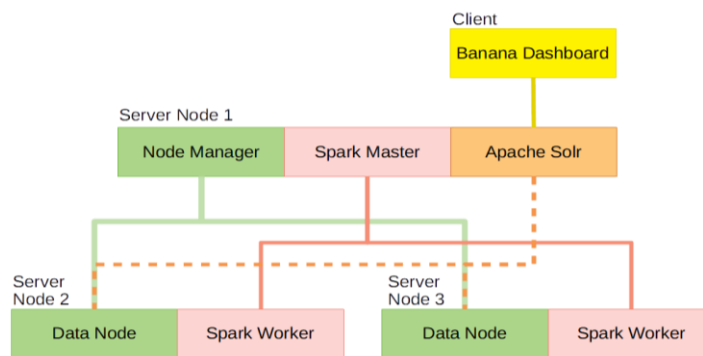 Client
Banana Dashboard
Server Node 1
Node Manager
Spark Master
Apache Solr
Server
Node 2
Server
Node 3
Data Node
Spark Worker
Data Node
Spark Worker